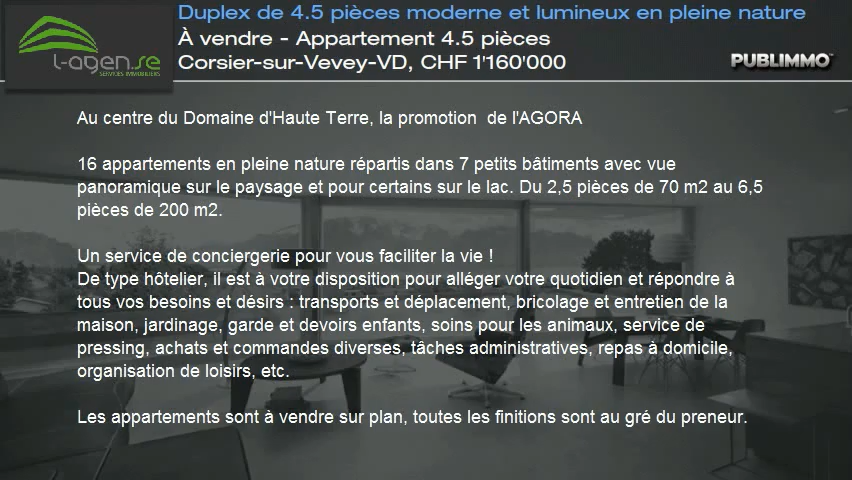 Duplex de 4.5 pièces moderne et lumineux en pleine nature
À vendre - Appartement 4.5 pièces
Corsier-sur-Vevey-VD, CHF 1'160'000
l-agen.se
SERVICES IMMOBILIERS
PUBLIMMO
Au centre du Domaine d'Haute Terre, la promotion de l'AGORA
16 appartements en pleine nature répartis dans 7 petits bâtiments avec vue
panoramique sur le paysage et pour certains sur le lac. Du 2,5 pièces de 70 m2 au 6,5
pièces de 200 m2.
Un service de conciergerie pour vous faciliter la vie !
De type hôtelier, il est à votre disposition pour alléger votre quotidien et répondre à
tous vos besoins et désirs : transports et déplacement, bricolage et entretien de la
maison, jardinage, garde et devoirs enfants, soins pour les animaux, service de
pressing, achats et commandes diverses, tâches administratives, repas à domicile,
organisation de loisirs, etc.
Les appartements sont à vendre sur plan, toutes les finitions sont au gré du preneur.